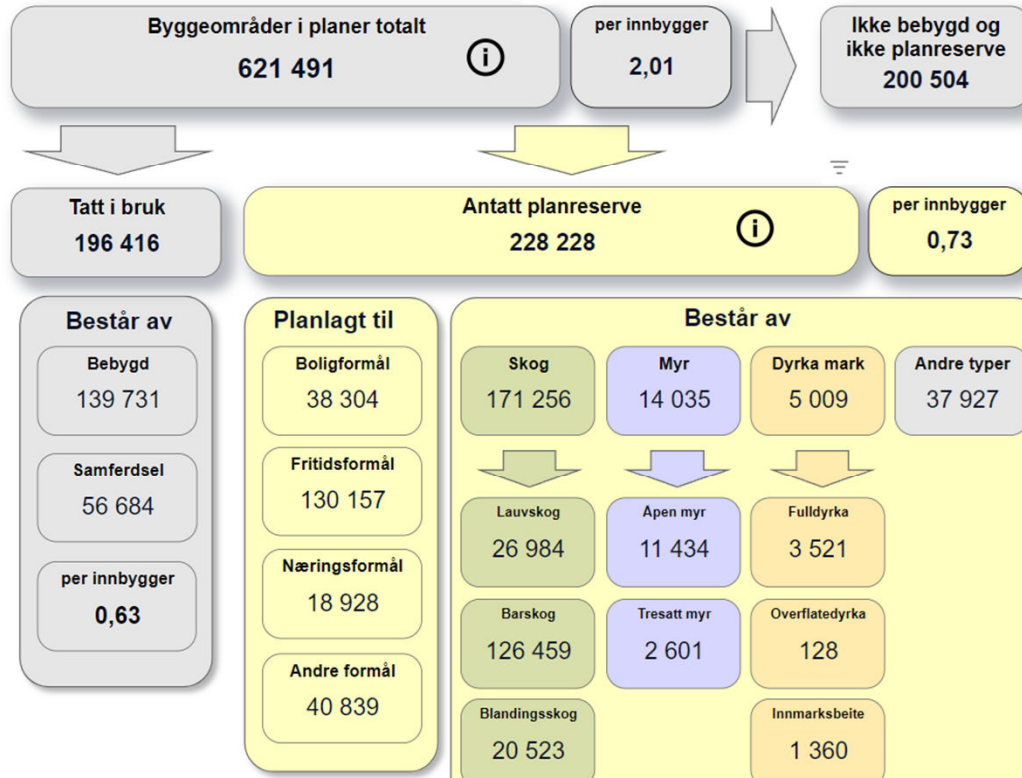 Byggeområder i planer totalt
621 491
per innbygger
2,01
Ikke bebygd og
ikke planreserve
200 504
Tatt i bruk
196 416
Antatt planreserve
228 228
per innbygger
0,73
Består av
Bebygd
139 731
Samferdsel
56 684
per innbygger
0,63
Planlagt til
Boligformål
38 304
Fritidsformål
130 157
Næringsformål
18 928
Andre formål
40 839
Består av
Skog
171 256
Myr
14 035
Dyrka mark
5 009
Andre typer
37 927
Lauvskog
26 984
Apen myr
11 434
Fulldyrka
3 521
Barskog
126 459
Tresatt myr
2 601
Overflatedyrka
128
Blandingsskog
20 523
Innmarksbeite
1 360